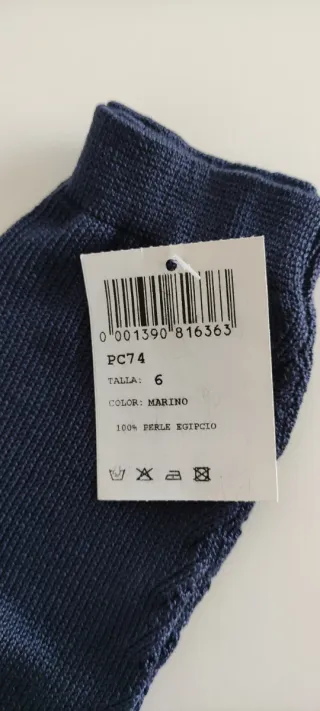 0 001390 816363
PC74
TALLA: 6
COLOR: MARINO
100% PERLE EGIPCIO